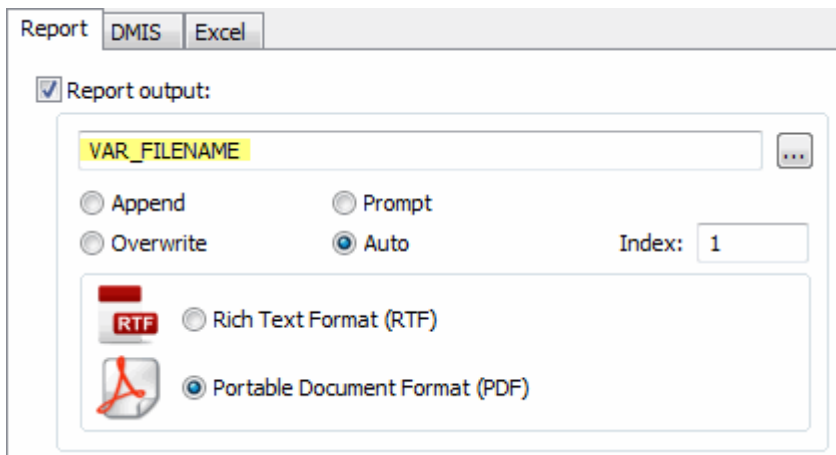 Report DMIS Excel
Report output:
VAR_FILENAME ...
Append Prompt
Overwrite Auto Index: 1
RTF Rich Text Format (RTF)
Portable Document Format (PDF)